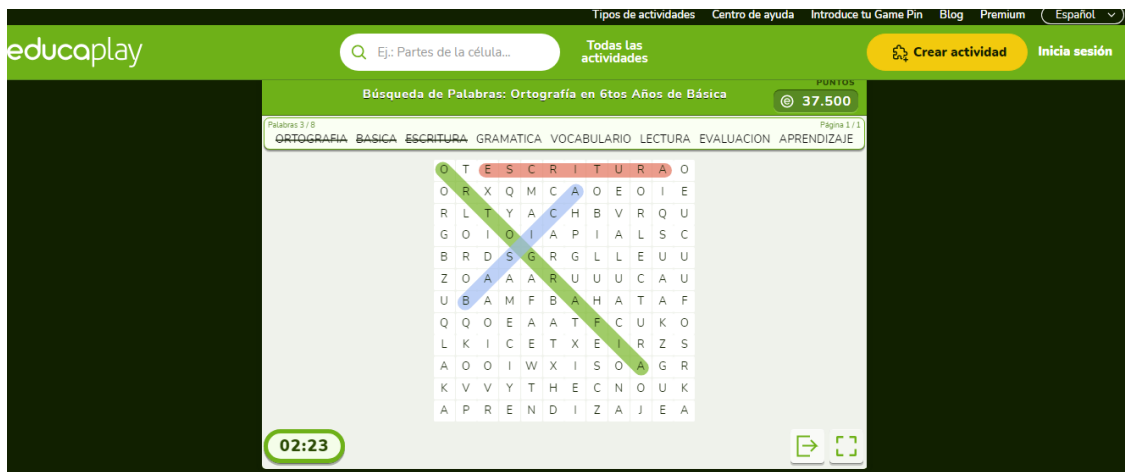 Tipos de actividades Centro de ayuda Introduce tu Game Pin Blog Premium Español
educaplay
Ej.: Partes de la célula...
Todas las
actividades
Crear actividad
Inicia sesión
Búsqueda de Palabras: Ortografía en 6tos Años de Básica
PUNTOS
37.500
Palabras 3 / 8
Página 1 / 1
ORTOGRAFIA BASICA ESCRITURA GRAMATICA VOCABULARIO LECTURA EVALUACION APRENDIZAJE
O T E S C R I T U R A O
O R X Q M C A O E O I E
R L T Y A C H B V R Q U
G O I O I A P I A L S C
B R D S G R G L L E U U
Z O A A A R U U U C A U
U B A M F B A H A T A F
Q Q O E A A T F C U K O
L K I C E T X E I R Z S
A O O I W X I S O A G R
K V V Y T H E C N O U K
A P R E N D I Z A J E A
02:23